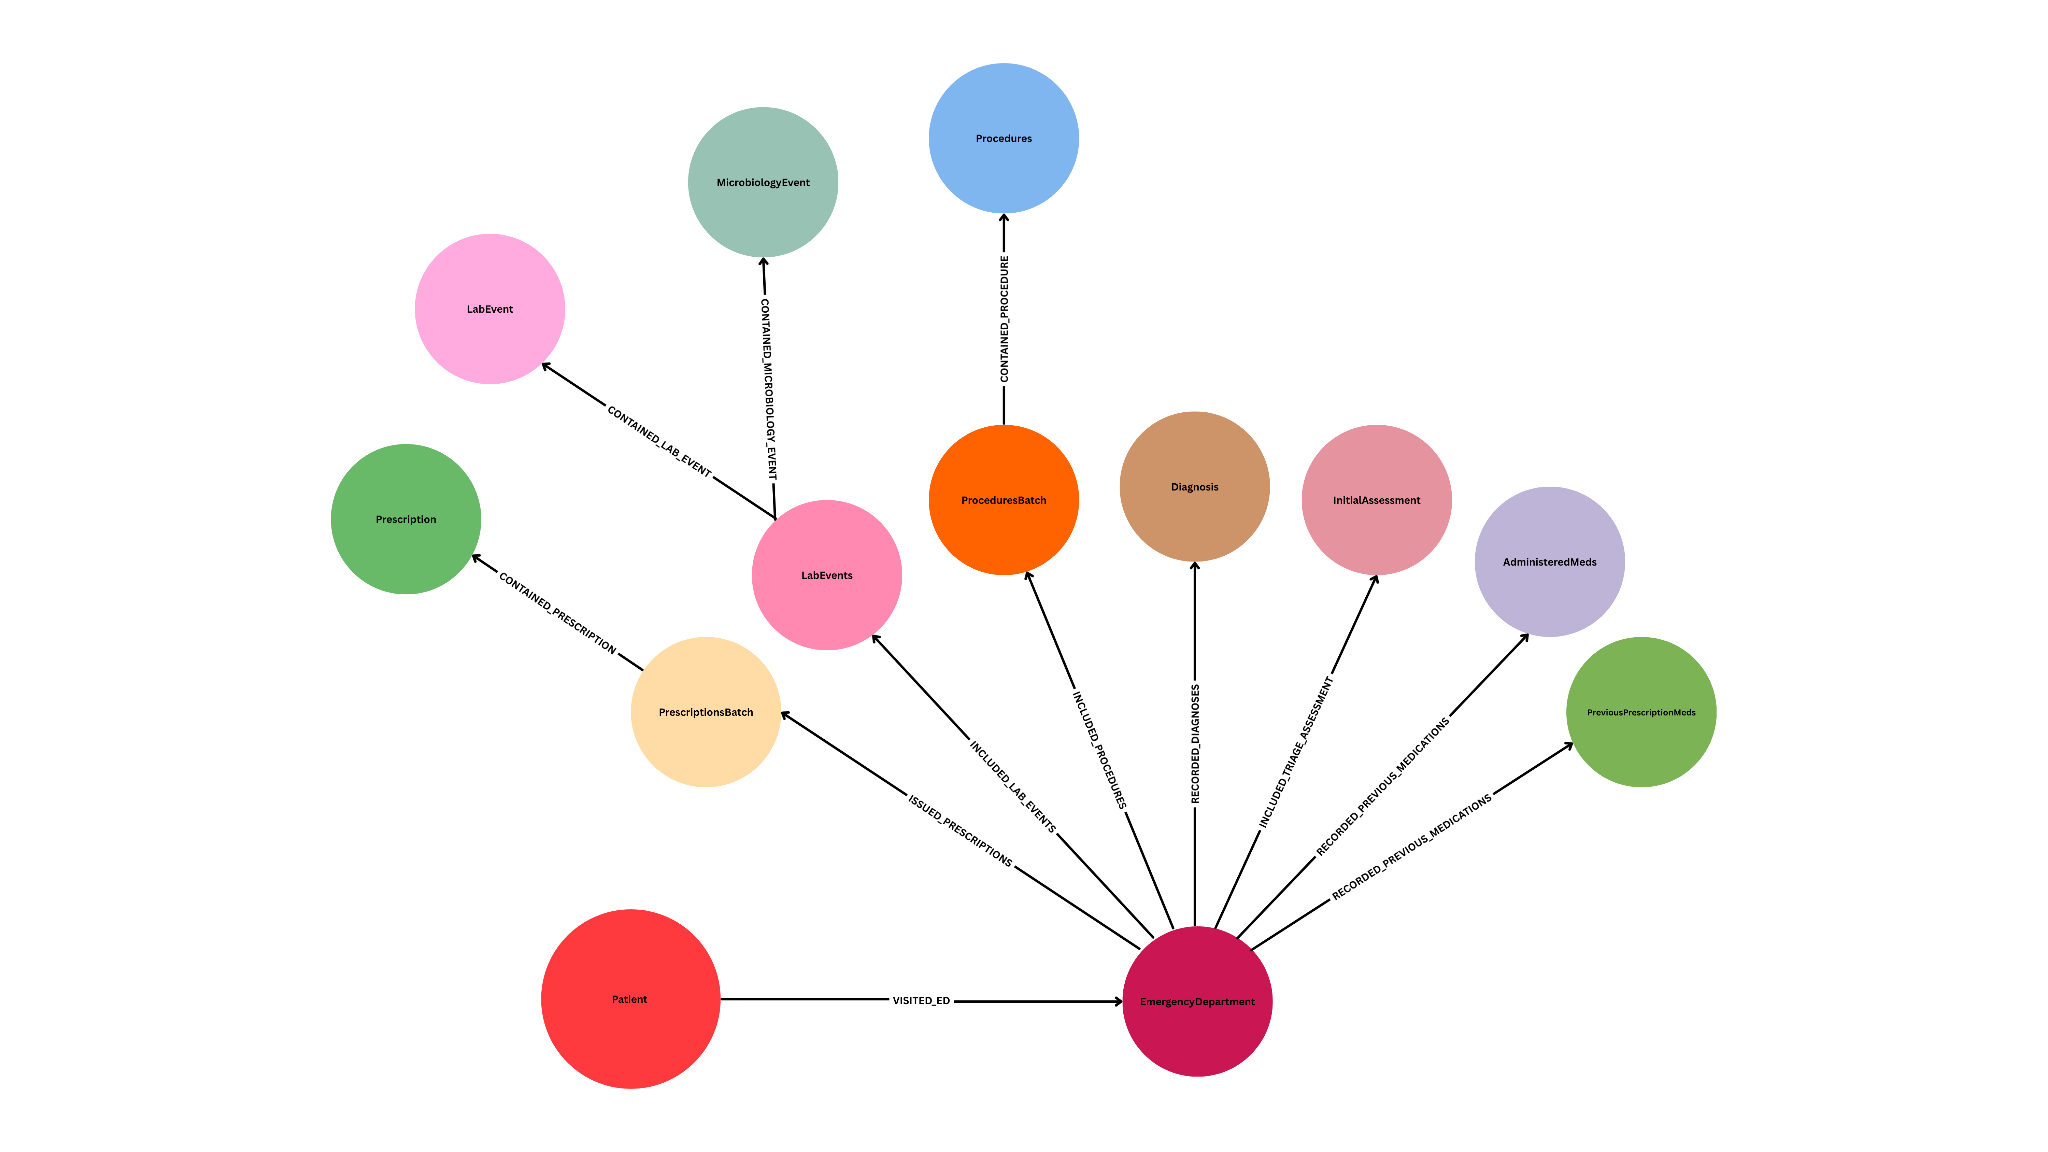 Procedures
MicrobiologyEvent
CONTAINED_PROCEDURE
LabEvent
CONTAINED_MICROBIOLOGY_EVENT
CONTAINED_LAB_EVENT
Prescription
ProceduresBatch
Diagnosis
InitialAssessment
AdministeredMeds
LabEvents
CONTAINED_PRESCRIPTION
PrescriptionsBatch
PreviousPrescriptionMeds
ISSUED_PRESCRIPTIONS
INCLUDED_LAB_EVENTS
INCLUDED_PROCEDURES
RECORDED_DIAGNOSES
INCLUDED_TRIAGE_ASSESSMENT
RECORDED_PREVIOUS_MEDICATIONS
RECORDED_PREVIOUS_MEDICATIONS
Patient
VISITED_ED
EmergencyDepartment